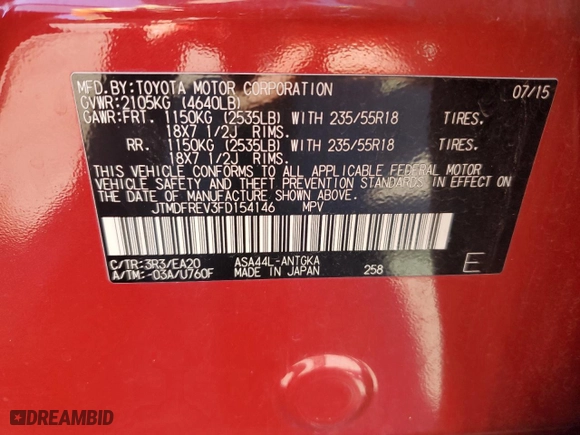 MFD.BY:TOYOTA MOTOR CORPORATION 07/15
GVWR:2105KG (4640LB)
GAWR:FRT. 1150KG (2535LB) WITH 235/55R18 TIRES.
18X7 1/2J RIMS.
RR. 1150KG (2535LB) WITH 235/55R18 TIRES.
18X7 1/2J RIMS.
THIS VEHICLE CONFORMS TO ALL APPLICABLE FEDERAL MOTOR
VEHICLE SAFETY AND THEFT PREVENTION STANDARDS IN EFFECT ON
THE DATE OF MANUFACTURE SHOWN ABOVE.
JTMDFREV3FD154146 MPV
C/TR:3R3/EA20 ASA44L-ANTGKA
A/TM:-03A/U760F MADE IN JAPAN 258 E
DREAMBID